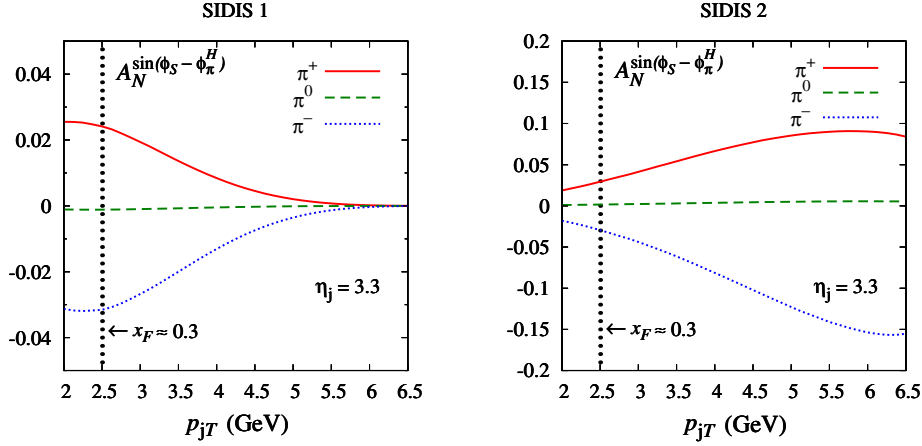 SIDIS 1
A_N^{sin(ϕ_S − ϕ_π^H)}
π⁺
π⁰
π⁻
0.04
0.02
0
-0.02
-0.04
η_j = 3.3
← x_F ≈ 0.3
2 2.5 3 3.5 4 4.5 5 5.5 6 6.5
p_{jT} (GeV)
SIDIS 2
A_N^{sin(ϕ_S − ϕ_π^H)}
π⁺
π⁰
π⁻
0.2
0.15
0.1
0.05
0
-0.05
-0.1
-0.15
-0.2
η_j = 3.3
← x_F ≈ 0.3
2 2.5 3 3.5 4 4.5 5 5.5 6 6.5
p_{jT} (GeV)